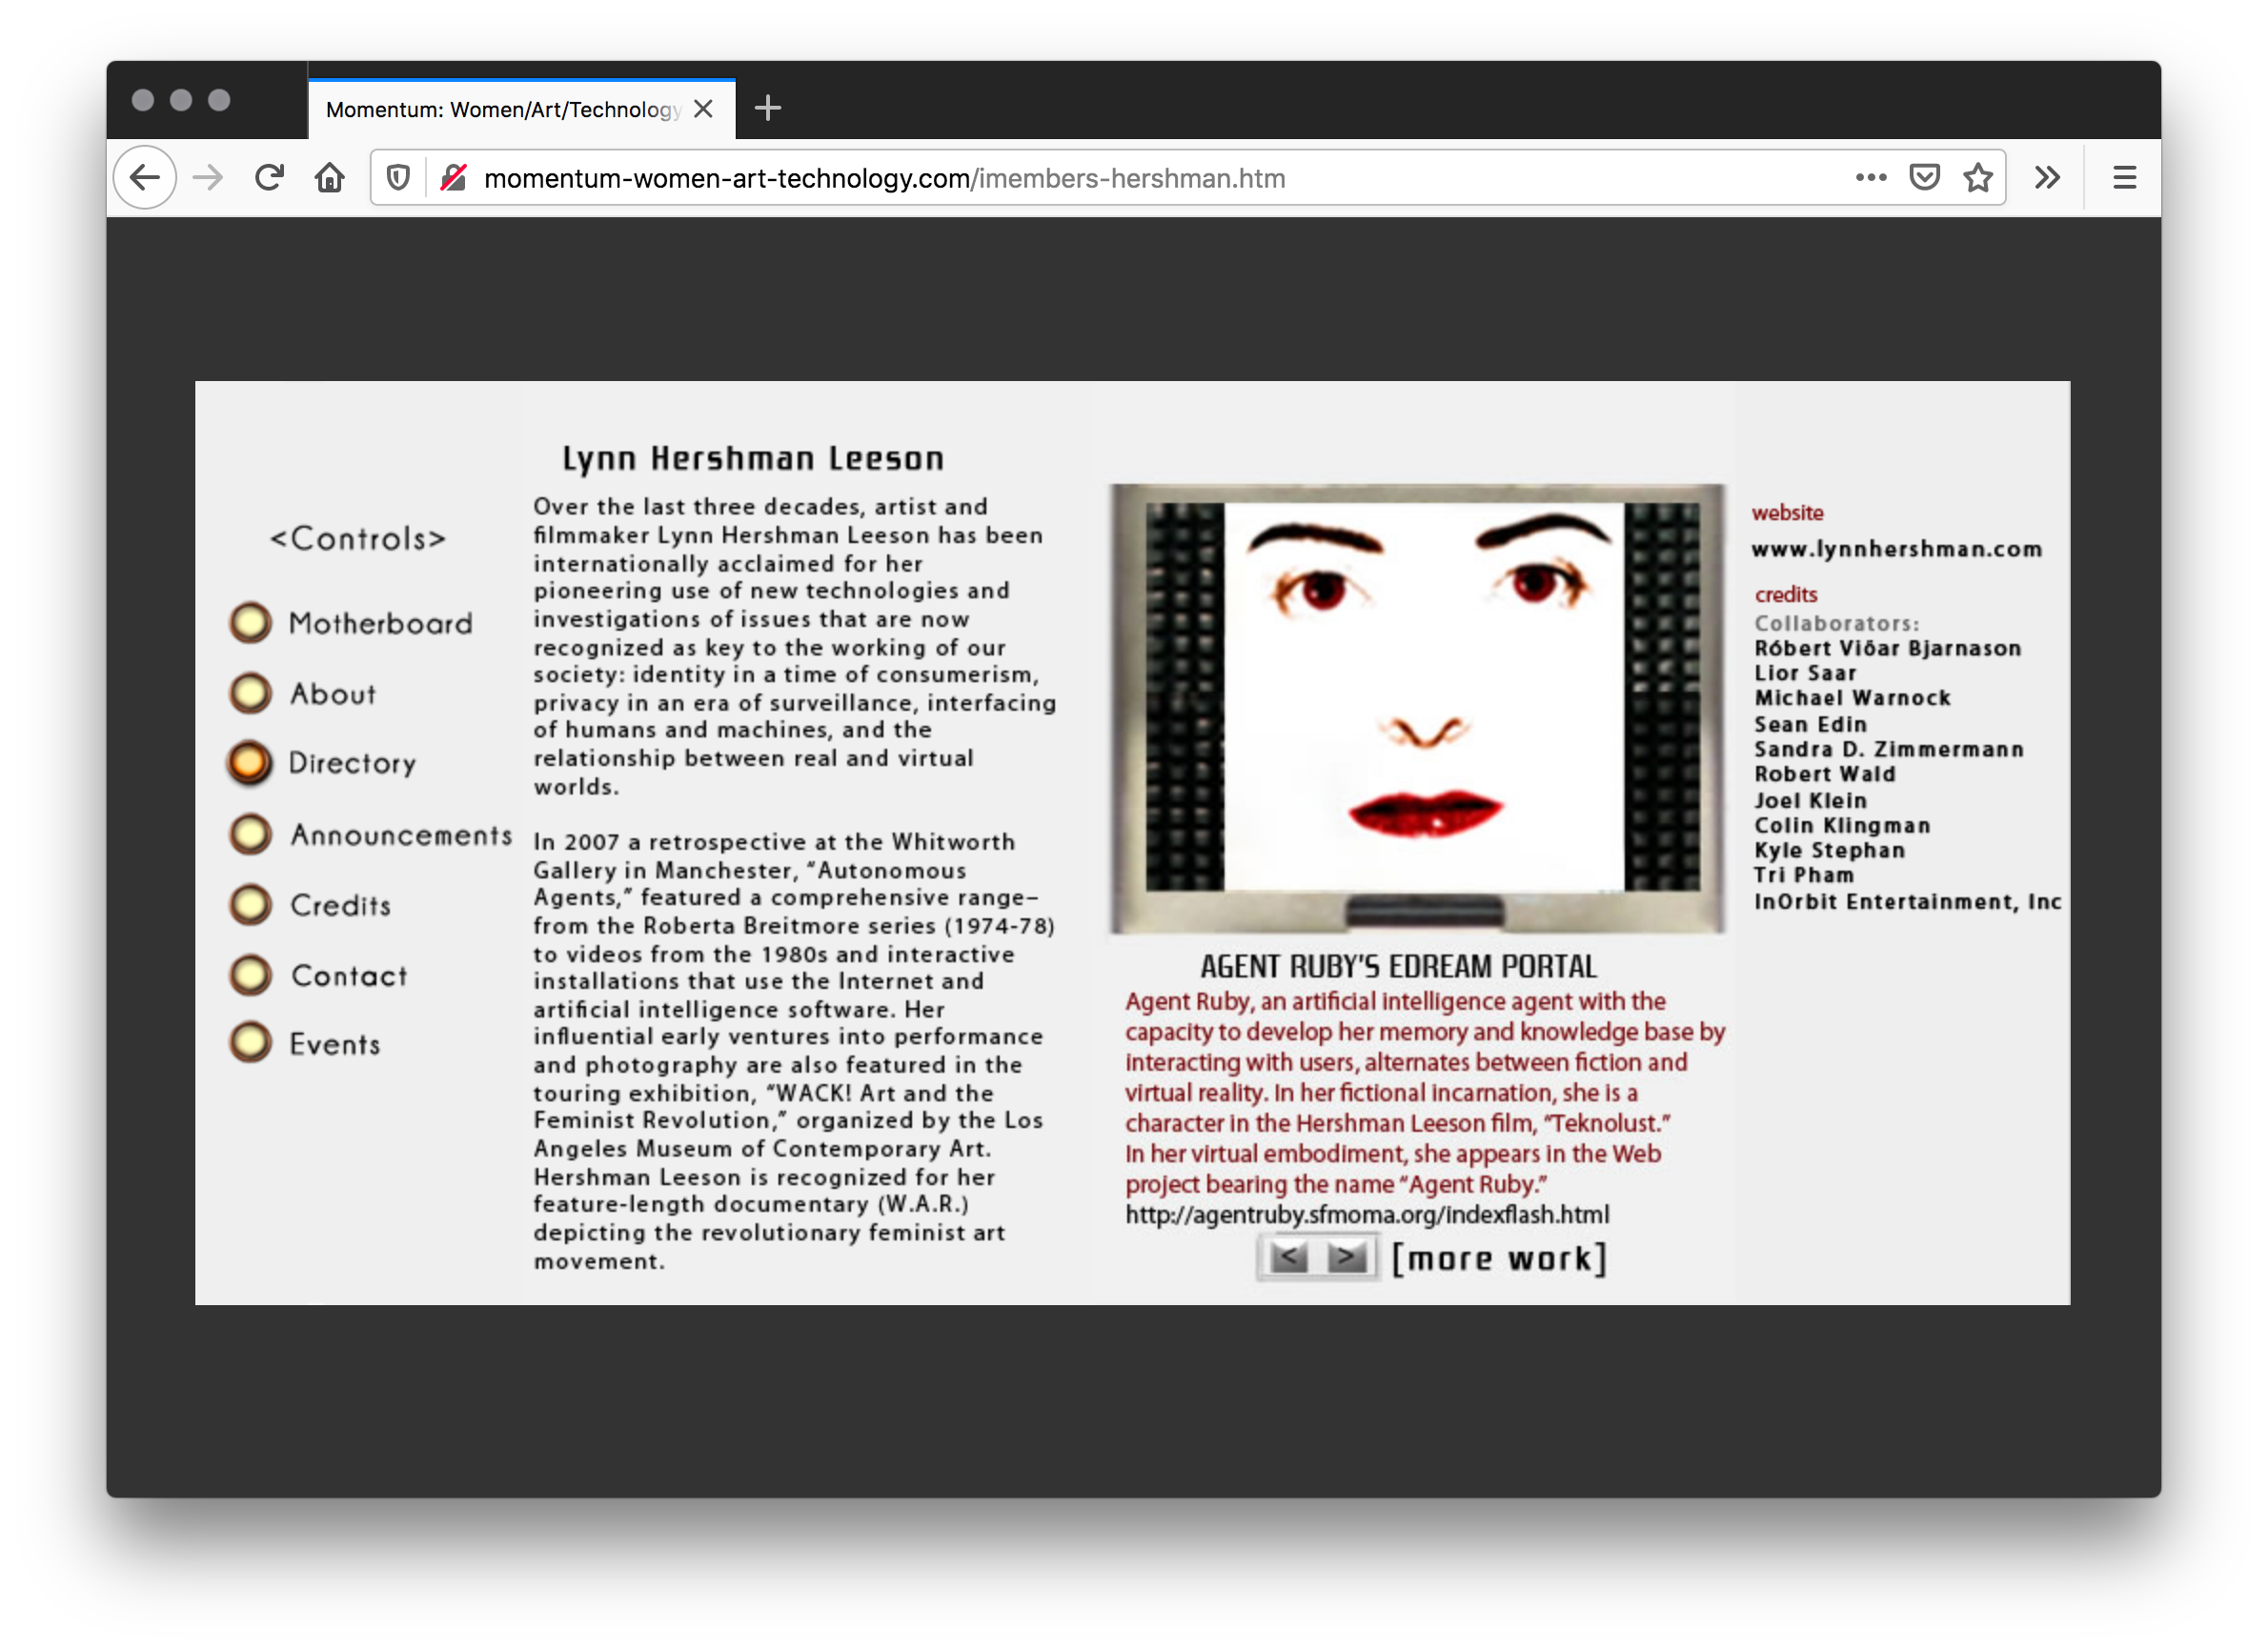 Momentum: Women/Art/Technology
momentum-women-art-technology.com/imembers-hershman.htm
<Controls>
Motherboard
About
Directory
Announcements
Credits
Contact
Events
Lynn Hershman Leeson
Over the last three decades, artist and
filmmaker Lynn Hershman Leeson has been
internationally acclaimed for her
pioneering use of new technologies and
investigations of issues that are now
recognized as key to the working of our
society: identity in a time of consumerism,
privacy in an era of surveillance, interfacing
of humans and machines, and the
relationship between real and virtual
worlds.
In 2007 a retrospective at the Whitworth
Gallery in Manchester, “Autonomous
Agents,” featured a comprehensive range–
from the Roberta Breitmore series (1974-78)
to videos from the 1980s and interactive
installations that use the Internet and
artificial intelligence software. Her
influential early ventures into performance
and photography are also featured in the
touring exhibition, “WACK! Art and the
Feminist Revolution,” organized by the Los
Angeles Museum of Contemporary Art.
Hershman Leeson is recognized for her
feature-length documentary (W.A.R.)
depicting the revolutionary feminist art
movement.
AGENT RUBY'S EDREAM PORTAL
Agent Ruby, an artificial intelligence agent with the
capacity to develop her memory and knowledge base by
interacting with users, alternates between fiction and
virtual reality. In her fictional incarnation, she is a
character in the Hershman Leeson film, “Teknolust.”
In her virtual embodiment, she appears in the Web
project bearing the name “Agent Ruby.”
http://agentruby.sfmoma.org/indexflash.html
< > [more work]
website
www.lynnhershman.com
credits
Collaborators:
Róbert Viðar Bjarnason
Lior Saar
Michael Warnock
Sean Edin
Sandra D. Zimmermann
Robert Wald
Joel Klein
Colin Klingman
Kyle Stephan
Tri Pham
InOrbit Entertainment, Inc